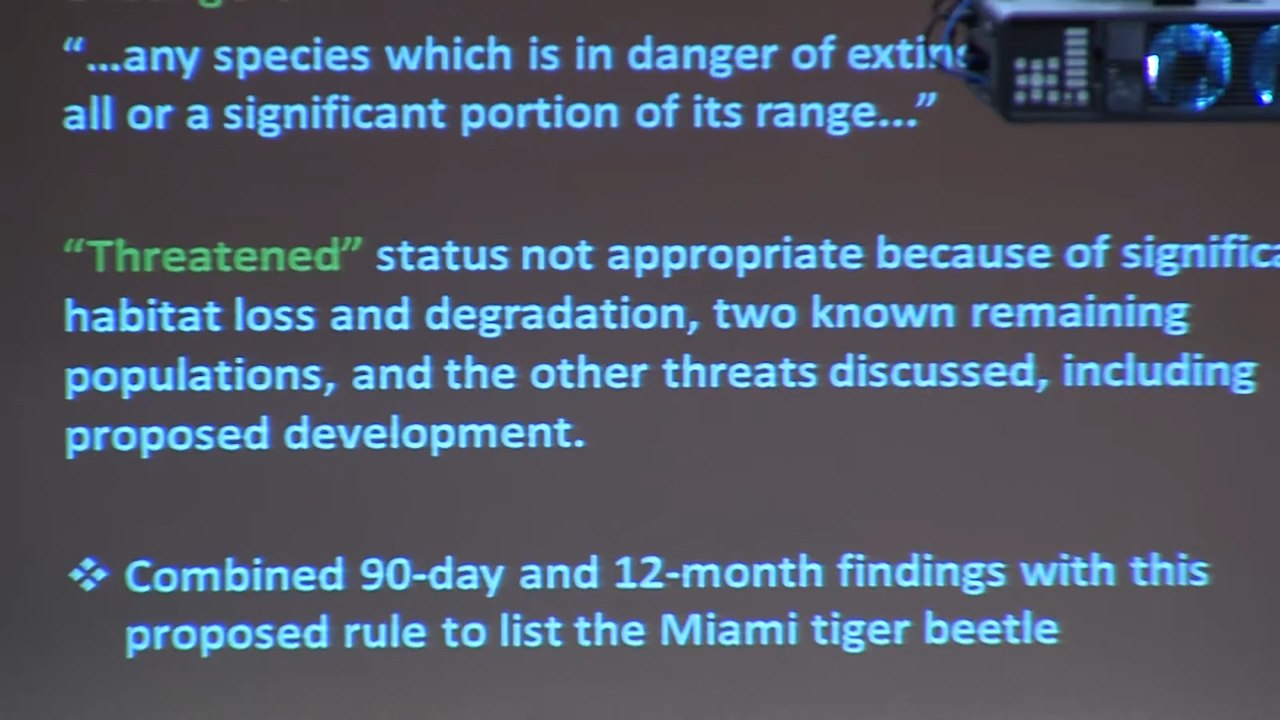 “...any species which is in danger of
all or a significant portion of its range...”
“Threatened” status not appropriate because of
habitat loss and degradation, two known remaining
populations, and the other threats discussed, including
proposed development.
❖ Combined 90-day and 12-month findings with this
proposed rule to list the Miami tiger beetle